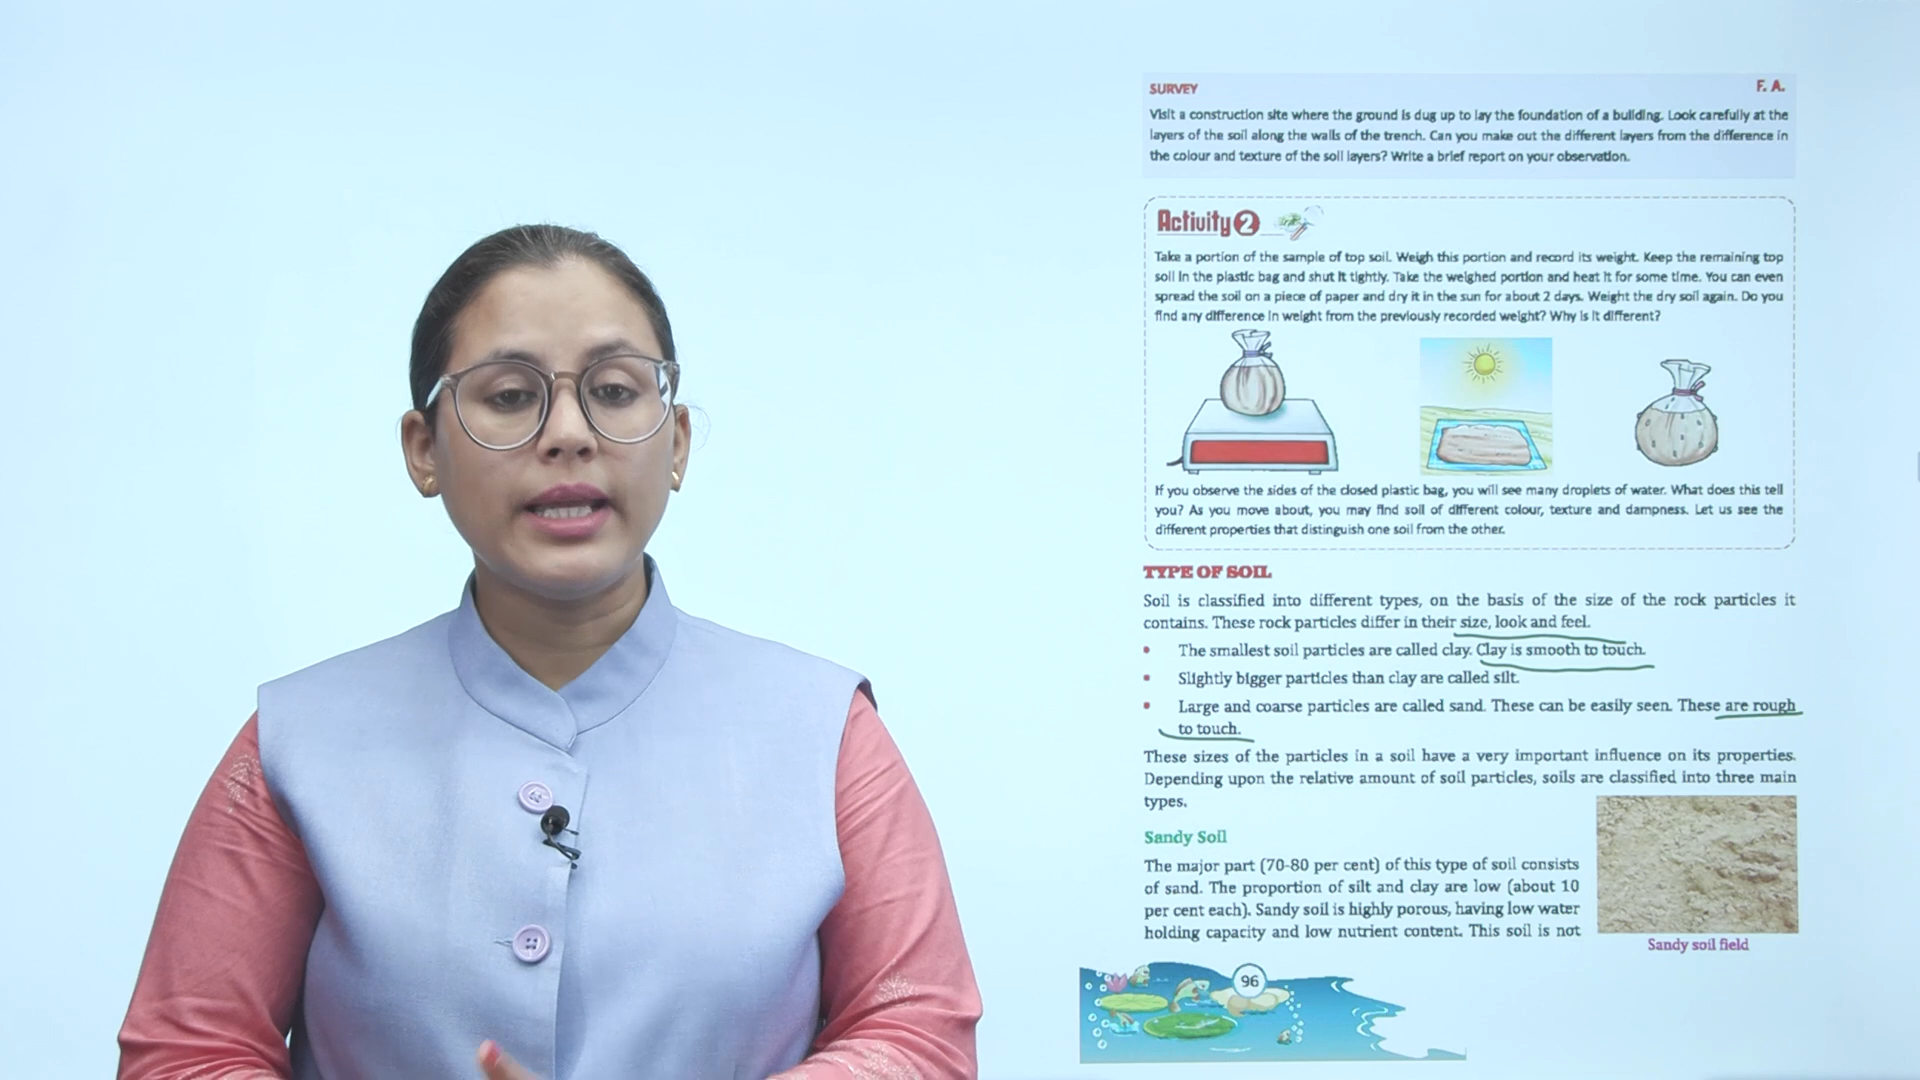 SURVEY F. A.
Visit a construction site where the ground is dug up to lay the foundation of a building. Look carefully at the
layers of the soil along the walls of the trench. Can you make out the different layers from the difference in
the colour and texture of the soil layers? Write a brief report on your observation.
Activity 2
Take a portion of the sample of top soil. Weigh this portion and record its weight. Keep the remaining top
soil in the plastic bag and shut it tightly. Take the weighed portion and heat it for some time. You can even
spread the soil on a piece of paper and dry it in the sun for about 2 days. Weight the dry soil again. Do you
find any difference in weight from the previously recorded weight? Why is it different?
If you observe the sides of the closed plastic bag, you will see many droplets of water. What does this tell
you? As you move about, you may find soil of different colour, texture and dampness. Let us see the
different properties that distinguish one soil from the other.
TYPE OF SOIL
Soil is classified into different types, on the basis of the size of the rock particles it
contains. These rock particles differ in their size, look and feel.
• The smallest soil particles are called clay. Clay is smooth to touch.
• Slightly bigger particles than clay are called silt.
• Large and coarse particles are called sand. These can be easily seen. These are rough
to touch.
These sizes of the particles in a soil have a very important influence on its properties.
Depending upon the relative amount of soil particles, soils are classified into three main
types.
Sandy Soil
The major part (70-80 per cent) of this type of soil consists
of sand. The proportion of silt and clay are low (about 10
per cent each). Sandy soil is highly porous, having low water
holding capacity and low nutrient content. This soil is not
Sandy soil field
96